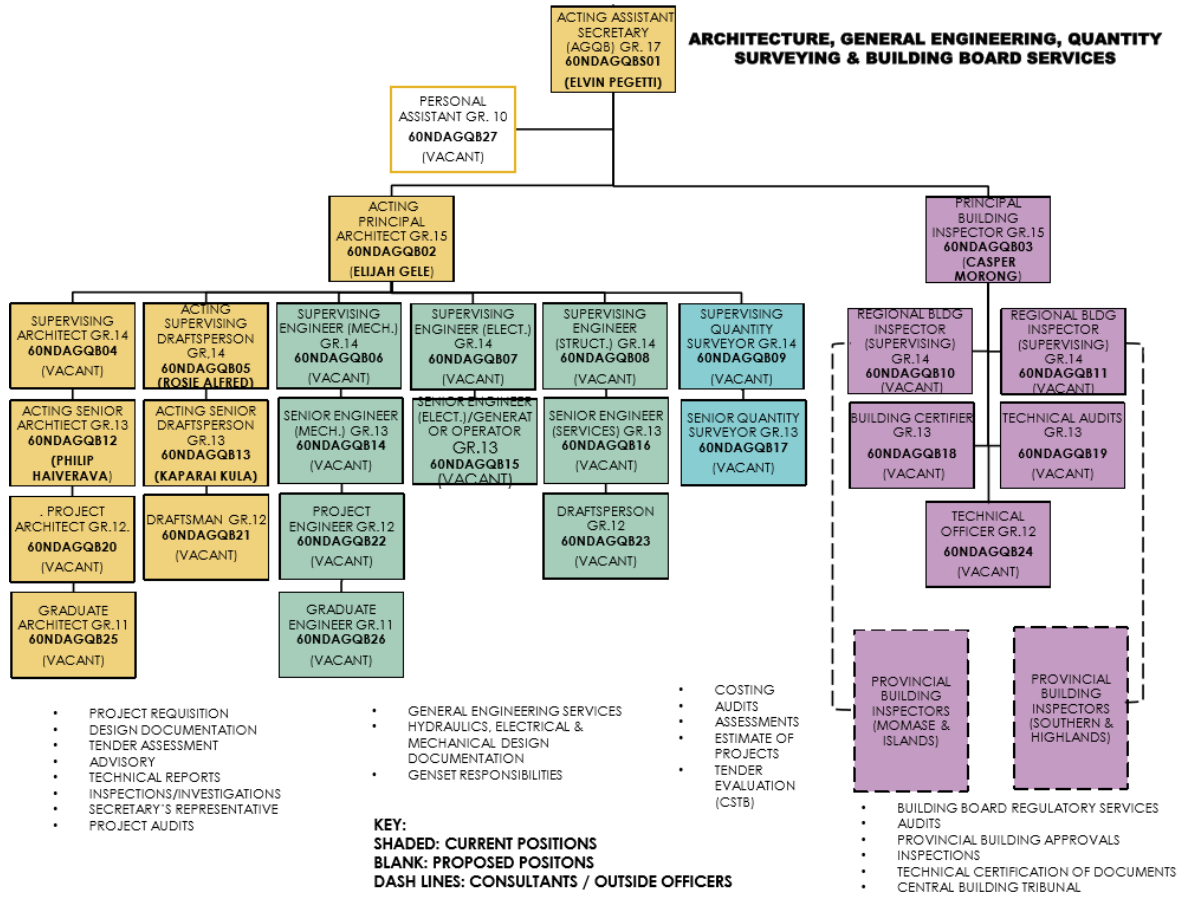 ACTING ASSISTANT
SECRETARY
(AGQB) GR. 17
60NDAGQBS01
(ELVIN PEGETTI)
ARCHITECTURE, GENERAL ENGINEERING, QUANTITY
SURVEYING & BUILDING BOARD SERVICES
PERSONAL
ASSISTANT GR. 10
60NDAGQB27
(VACANT)
ACTING
PRINCIPAL
ARCHITECT GR.15
60NDAGQB02
(ELIJAH GELE)
PRINCIPAL
BUILDING
INSPECTOR GR.15
60NDAGQB03
(CASPER
MORONG)
SUPERVISING
ARCHITECT GR.14
60NDAGQB04
(VACANT)
ACTING
SUPERVISING
DRAFTSPERSON
GR,14
60NDAGQB05
(ROSIE ALFRED)
SUPERVISING
ENGINEER (MECH.)
GR.14
60NDAGQB06
(VACANT)
SUPERVISING
ENGINEER (ELECT.)
GR.14
60NDAGQB07
(VACANT)
SUPERVISING
ENGINEER
(STRUCT.) GR.14
60NDAGQB08
(VACANT)
SUPERVISING
QUANTITY
SURVEYOR GR.14
60NDAGQB09
(VACANT)
REGIONAL BLDG
INSPECTOR
(SUPERVISING)
GR.14
60NDAGQB10
(VACANT)
REGIONAL BLDG
INSPECTOR
(SUPERVISING)
GR.14
60NDAGQB11
(VACANT)
ACTING SENIOR
ARCHTIECT GR.13
60NDAGQB12
(PHILIP
HAIVERAVA)
ACTING SENIOR
DRAFTSPERSON
GR.13
60NDAGQB13
(KAPARAI KULA)
SENIOR ENGINEER
(MECH.) GR.13
60NDAGQB14
(VACANT)
SENIOR ENGINEER
(ELECT.)/GENERAT
OR OPERATOR
GR.13
60NDAGQB15
(VACANT)
SENIOR ENGINEER
(SERVICES) GR.13
60NDAGQB16
(VACANT)
SENIOR QUANTITY
SURVEYOR GR.13
60NDAGQB17
(VACANT)
BUILDING CERTIFIER
GR.13
60NDAGQB18
(VACANT)
TECHNICAL AUDITS
GR.13
60NDAGQB19
(VACANT)
. PROJECT
ARCHITECT GR.12.
60NDAGQB20
(VACANT)
DRAFTSMAN GR.12
60NDAGQB21
(VACANT)
PROJECT
ENGINEER GR.12
60NDAGQB22
(VACANT)
DRAFTSPERSON
GR.12
60NDAGQB23
(VACANT)
TECHNICAL
OFFICER GR.12
60NDAGQB24
(VACANT)
GRADUATE
ARCHITECT GR.11
60NDAGQB25
(VACANT)
GRADUATE
ENGINEER GR.11
60NDAGQB26
(VACANT)
PROVINCIAL
BUILDING
INSPECTORS
(MOMASE &
ISLANDS)
PROVINCIAL
BUILDING
INSPECTORS
(SOUTHERN &
HIGHLANDS)
• PROJECT REQUISITION
• DESIGN DOCUMENTATION
• TENDER ASSESSMENT
• ADVISORY
• TECHNICAL REPORTS
• INSPECTIONS/INVESTIGATIONS
• SECRETARY'S REPRESENTATIVE
• PROJECT AUDITS
• GENERAL ENGINEERING SERVICES
• HYDRAULICS, ELECTRICAL &
MECHANICAL DESIGN
DOCUMENTATION
• GENSET RESPONSIBILITIES
• COSTING
• AUDITS
• ASSESSMENTS
• ESTIMATE OF
PROJECTS
• TENDER
EVALUATION
(CSTB)
• BUILDING BOARD REGULATORY SERVICES
• AUDITS
• PROVINCIAL BUILDING APPROVALS
• INSPECTIONS
• TECHNICAL CERTIFICATION OF DOCUMENTS
• CENTRAL BUILDING TRIBUNAL
KEY:
SHADED: CURRENT POSITIONS
BLANK: PROPOSED POSITONS
DASH LINES: CONSULTANTS / OUTSIDE OFFICERS